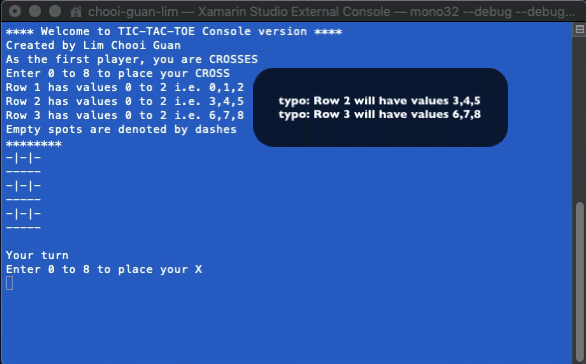 chooi-guan-lim — Xamarin Studio External Console — mono32 --debug --debug...
**** Welcome to TIC-TAC-TOE Console version ****
Created by Lim Chooi Guan
As the first player, you are CROSSES
Enter 0 to 8 to place your CROSS
Row 1 has values 0 to 2 i.e. 0,1,2
Row 2 has values 0 to 2 i.e. 3,4,5
Row 3 has values 0 to 2 i.e. 6,7,8
Empty spots are denoted by dashes
typo: Row 2 will have values 3,4,5
typo: Row 3 will have values 6,7,8
********
-|-|-
-----
-|-|-
-----
-|-|-
-----
Your turn
Enter 0 to 8 to place your X